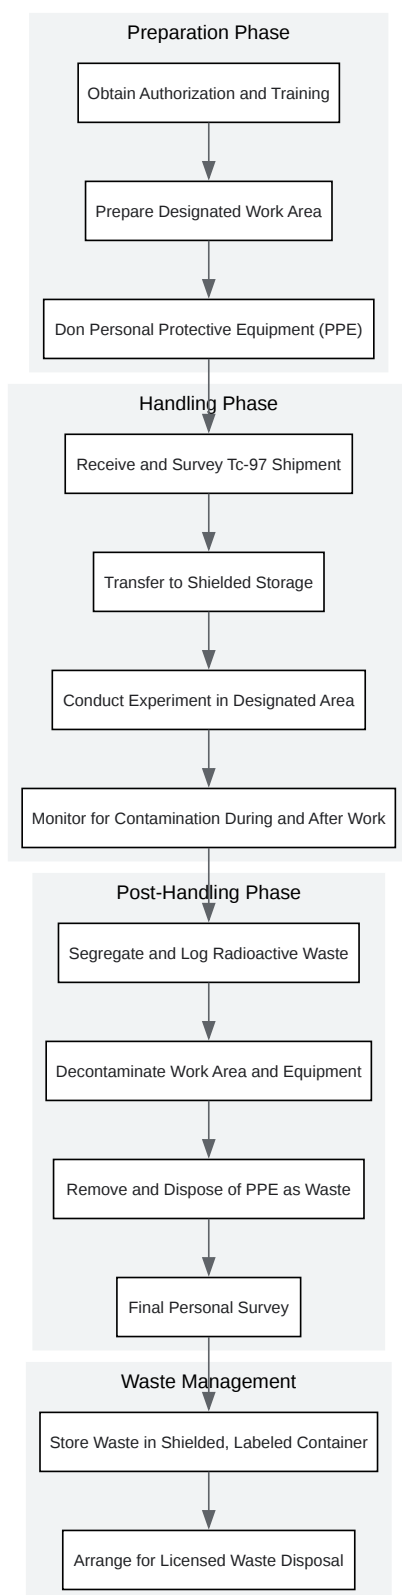 Preparation Phase
Obtain Authorization and Training
Prepare Designated Work Area
Don Personal Protective Equipment (PPE)
Handling Phase
Receive and Survey Tc-97 Shipment
Transfer to Shielded Storage
Conduct Experiment in Designated Area
Monitor for Contamination During and After Work
Post-Handling Phase
Segregate and Log Radioactive Waste
Decontaminate Work Area and Equipment
Remove and Dispose of PPE as Waste
Final Personal Survey
Waste Management
Store Waste in Shielded, Labeled Container
Arrange for Licensed Waste Disposal